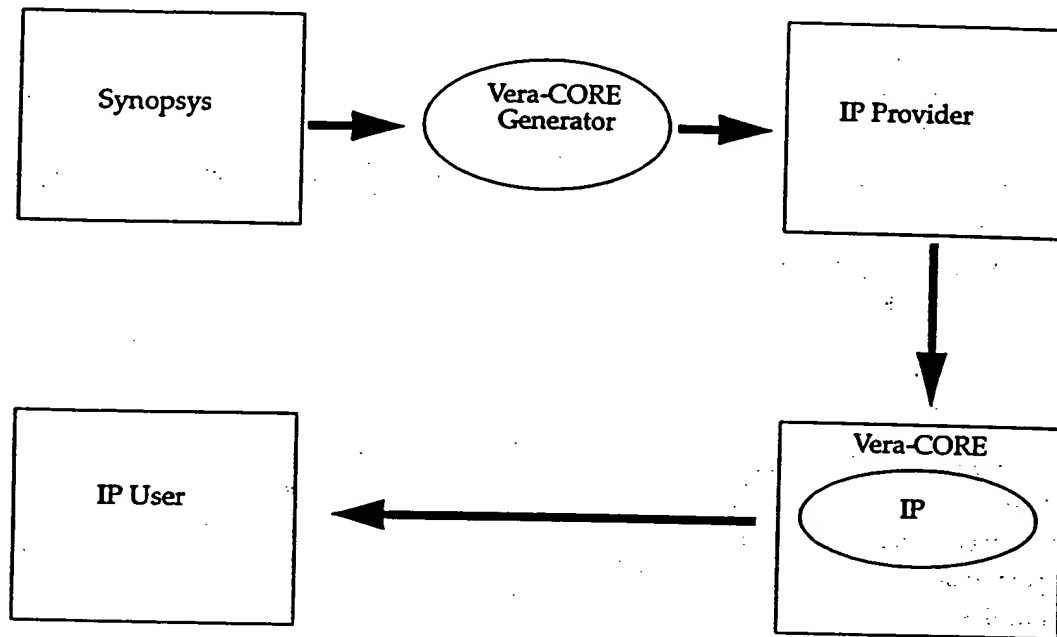 Synopsys
Vera-CORE
Generator
IP Provider
Vera-CORE
IP
IP User